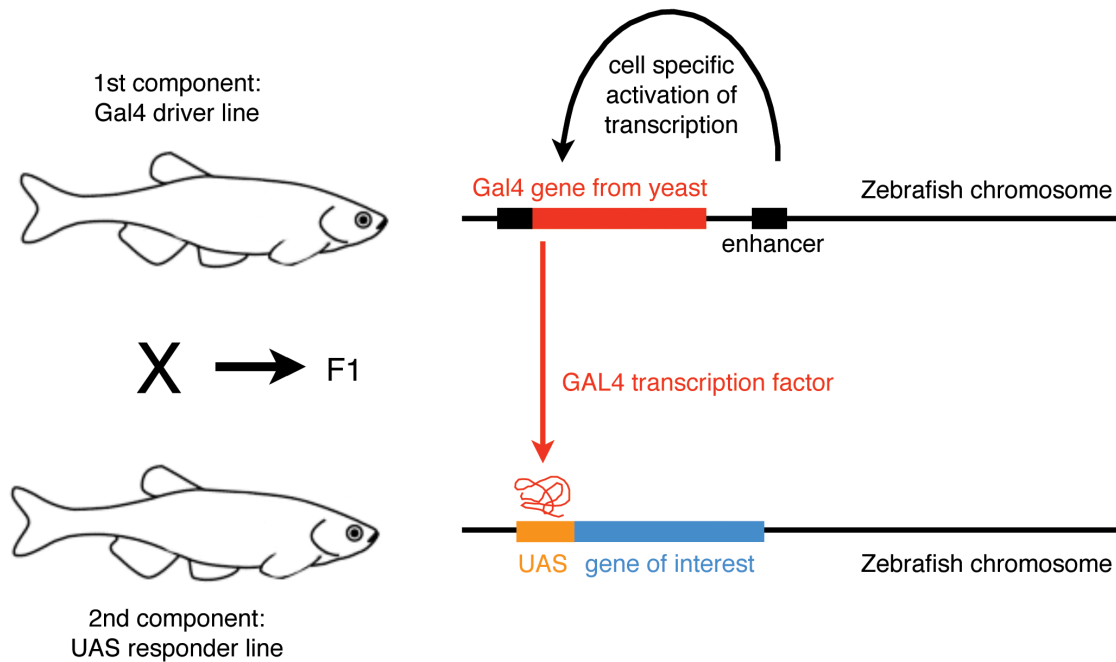 1st component:
Gal4 driver line
cell specific
activation of
transcription
Gal4 gene from yeast
Zebrafish chromosome
enhancer
X
F1
GAL4 transcription factor
UAS
gene of interest
Zebrafish chromosome
2nd component:
UAS responder line